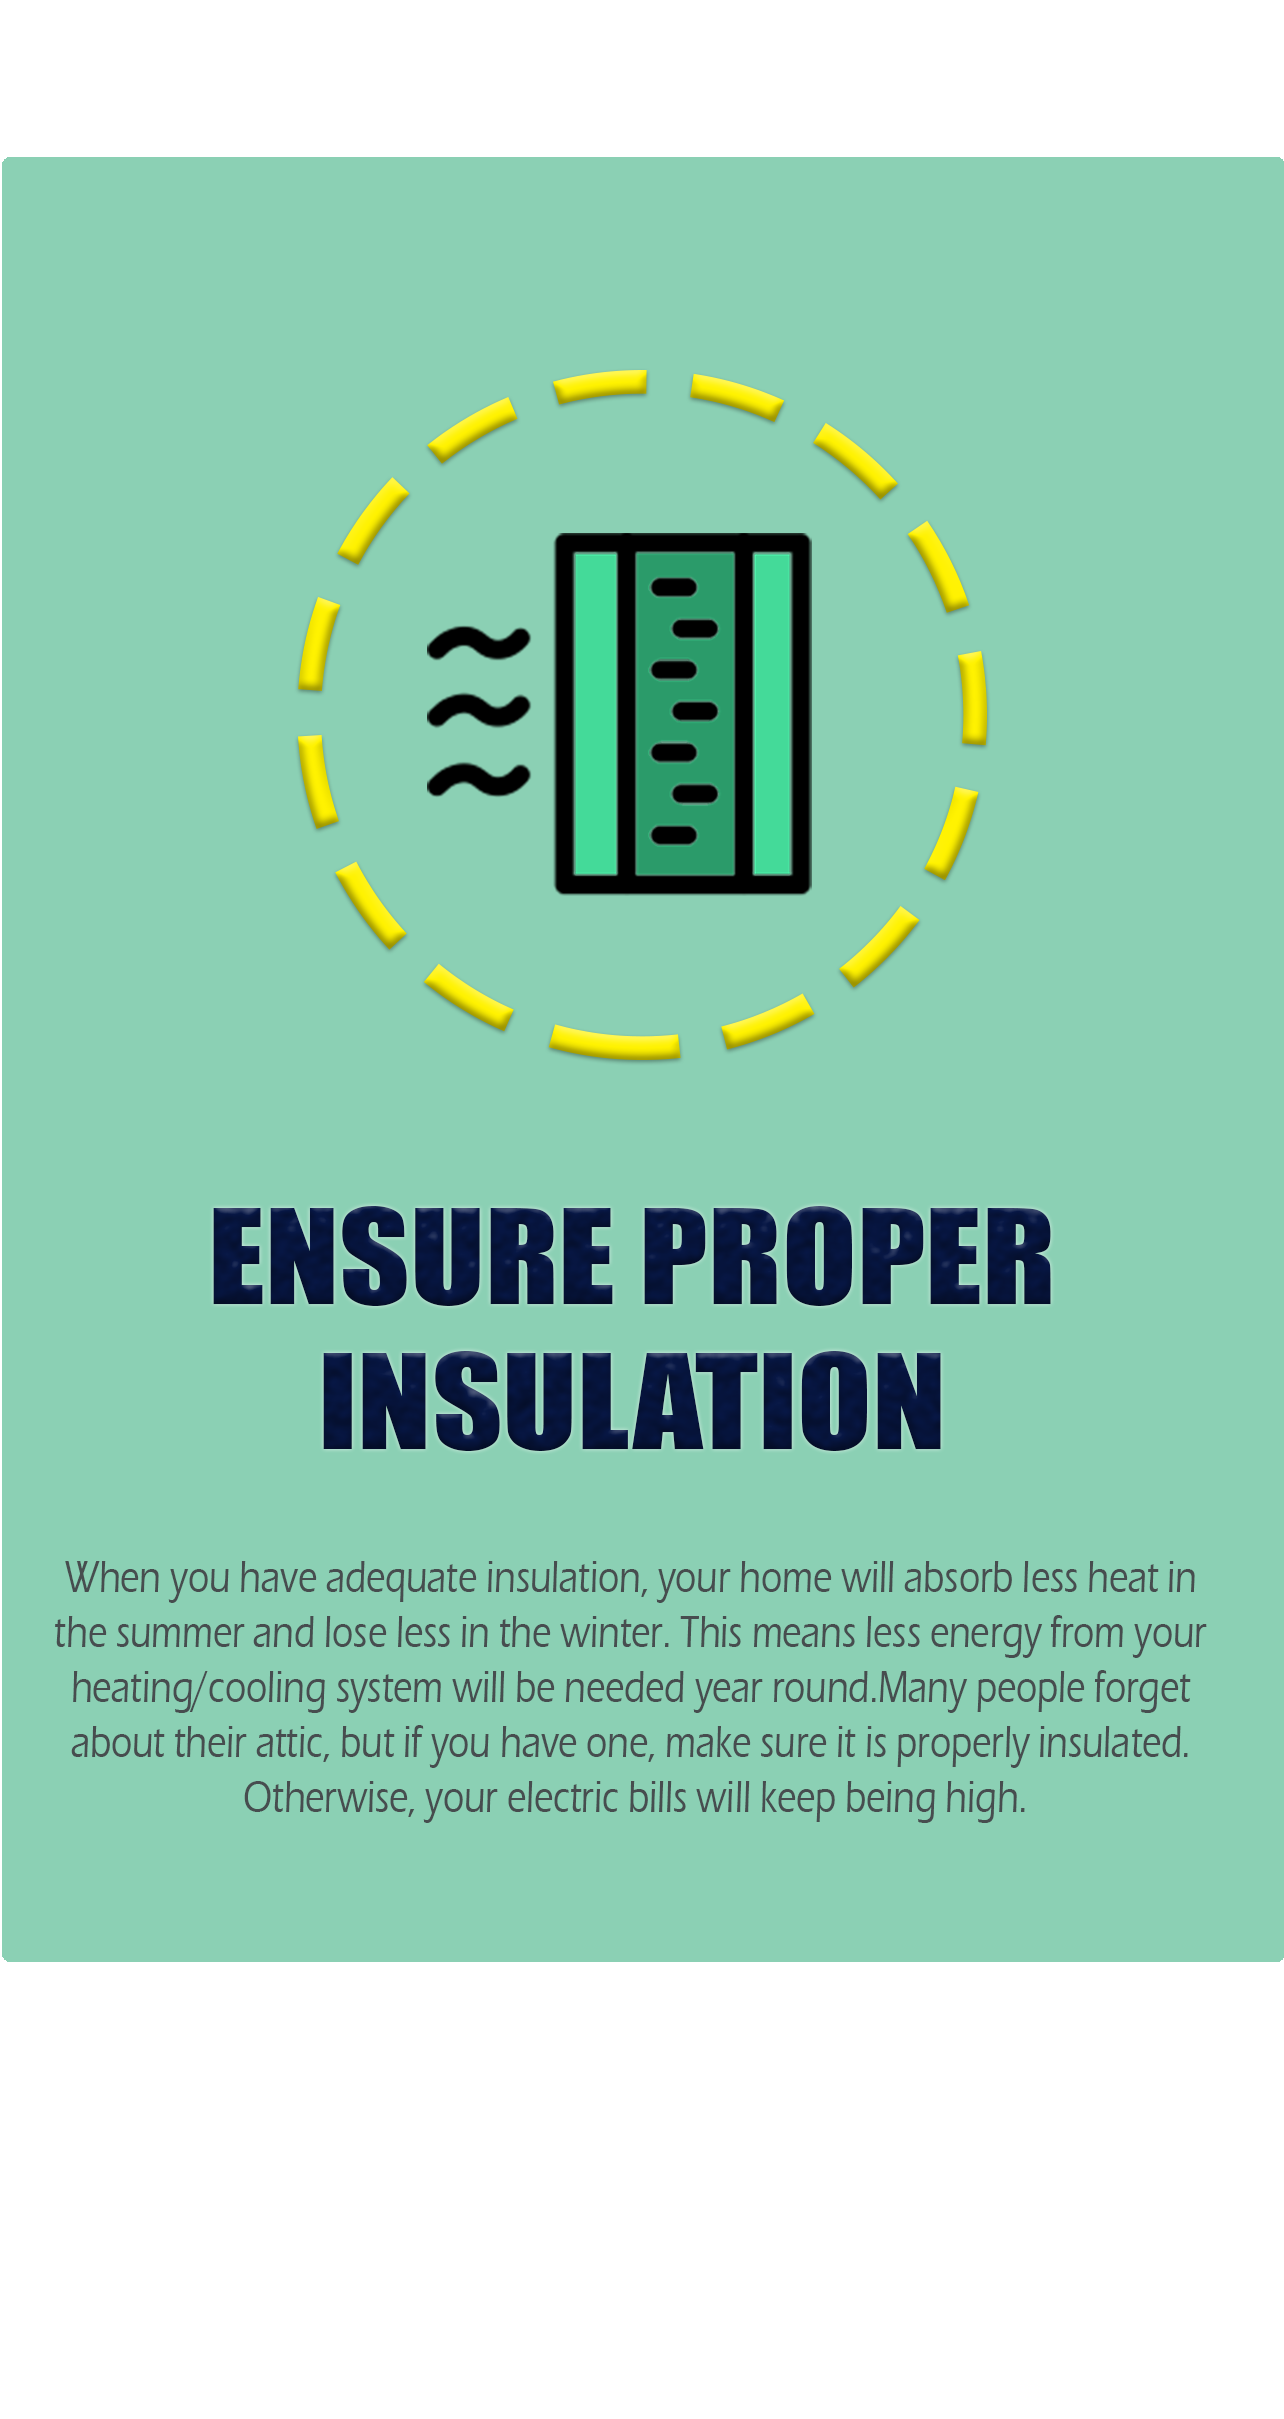 ENSURE PROPER
INSULATION
When you have adequate insulation, your home will absorb less heat in
the summer and lose less in the winter. This means less energy from your
heating/cooling system will be needed year round.Many people forget
about their attic, but if you have one, make sure it is properly insulated.
Otherwise, your electric bills will keep being high.